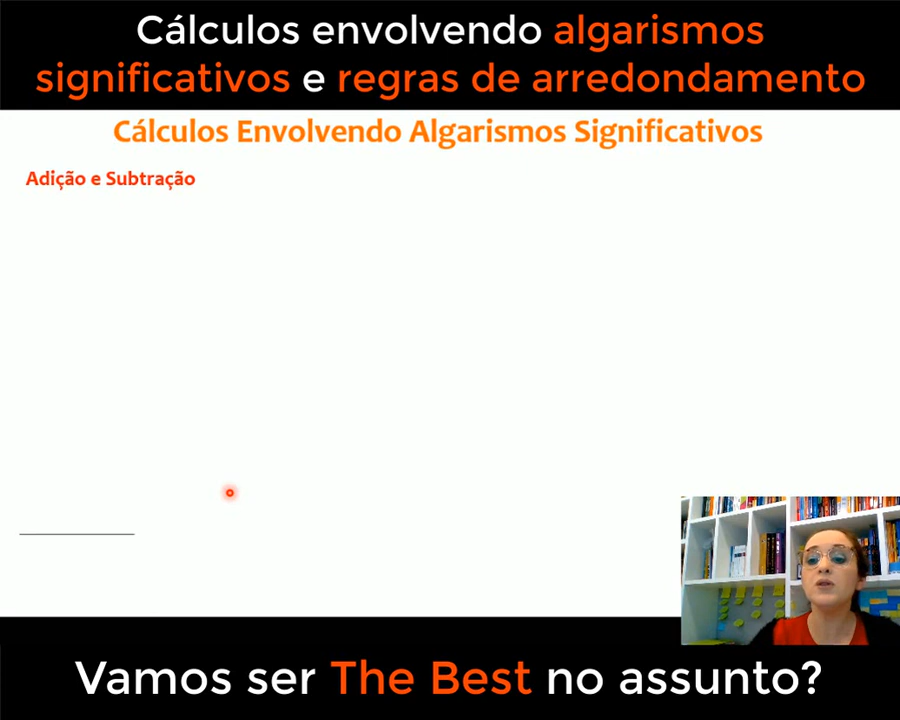 Cálculos envolvendo algarismos
significativos e regras de arredondamento
Cálculos Envolvendo Algarismos Significativos
Adição e Subtração
Vamos ser The Best no assunto?